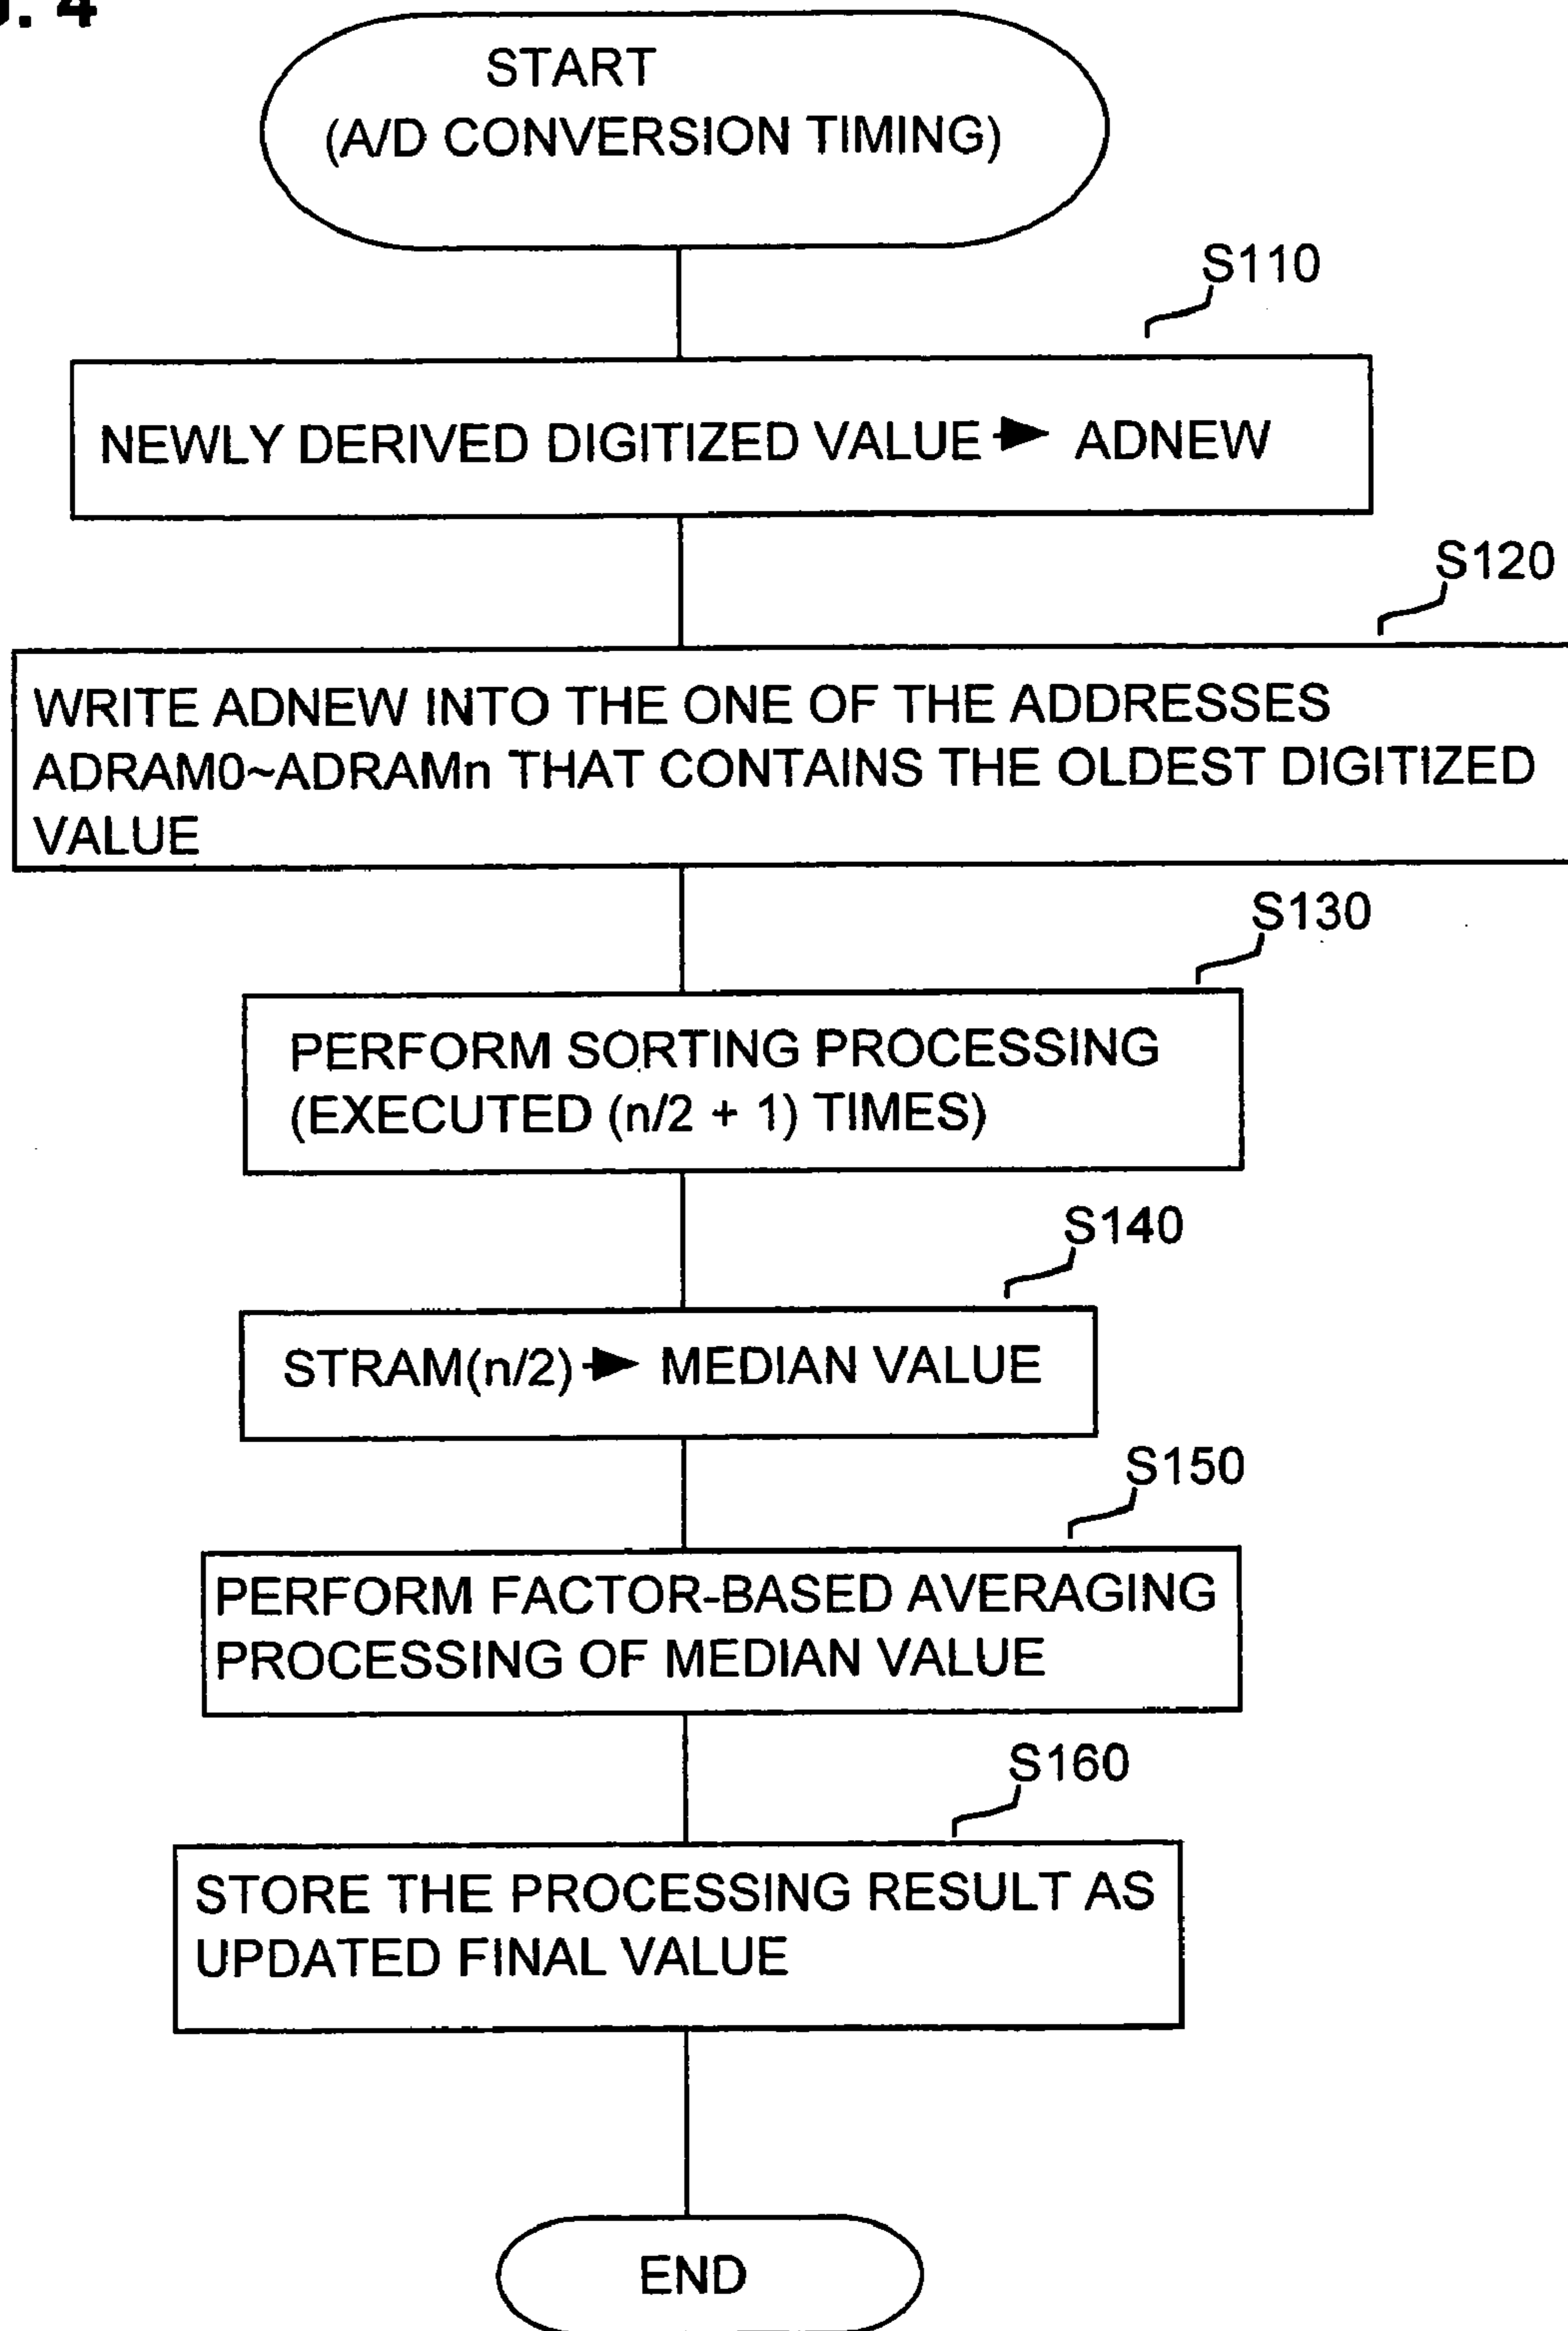 . 4
START
(A/D CONVERSION TIMING)
S110
NEWLY DERIVED DIGITIZED VALUE → ADNEW
S120
WRITE ADNEW INTO THE ONE OF THE ADDRESSES
ADRAM0~ADRAMn THAT CONTAINS THE OLDEST DIGITIZED
VALUE
S130
PERFORM SORTING PROCESSING
(EXECUTED (n/2 + 1) TIMES)
S140
STRAM(n/2) → MEDIAN VALUE
S150
PERFORM FACTOR-BASED AVERAGING
PROCESSING OF MEDIAN VALUE
S160
STORE THE PROCESSING RESULT AS
UPDATED FINAL VALUE
END